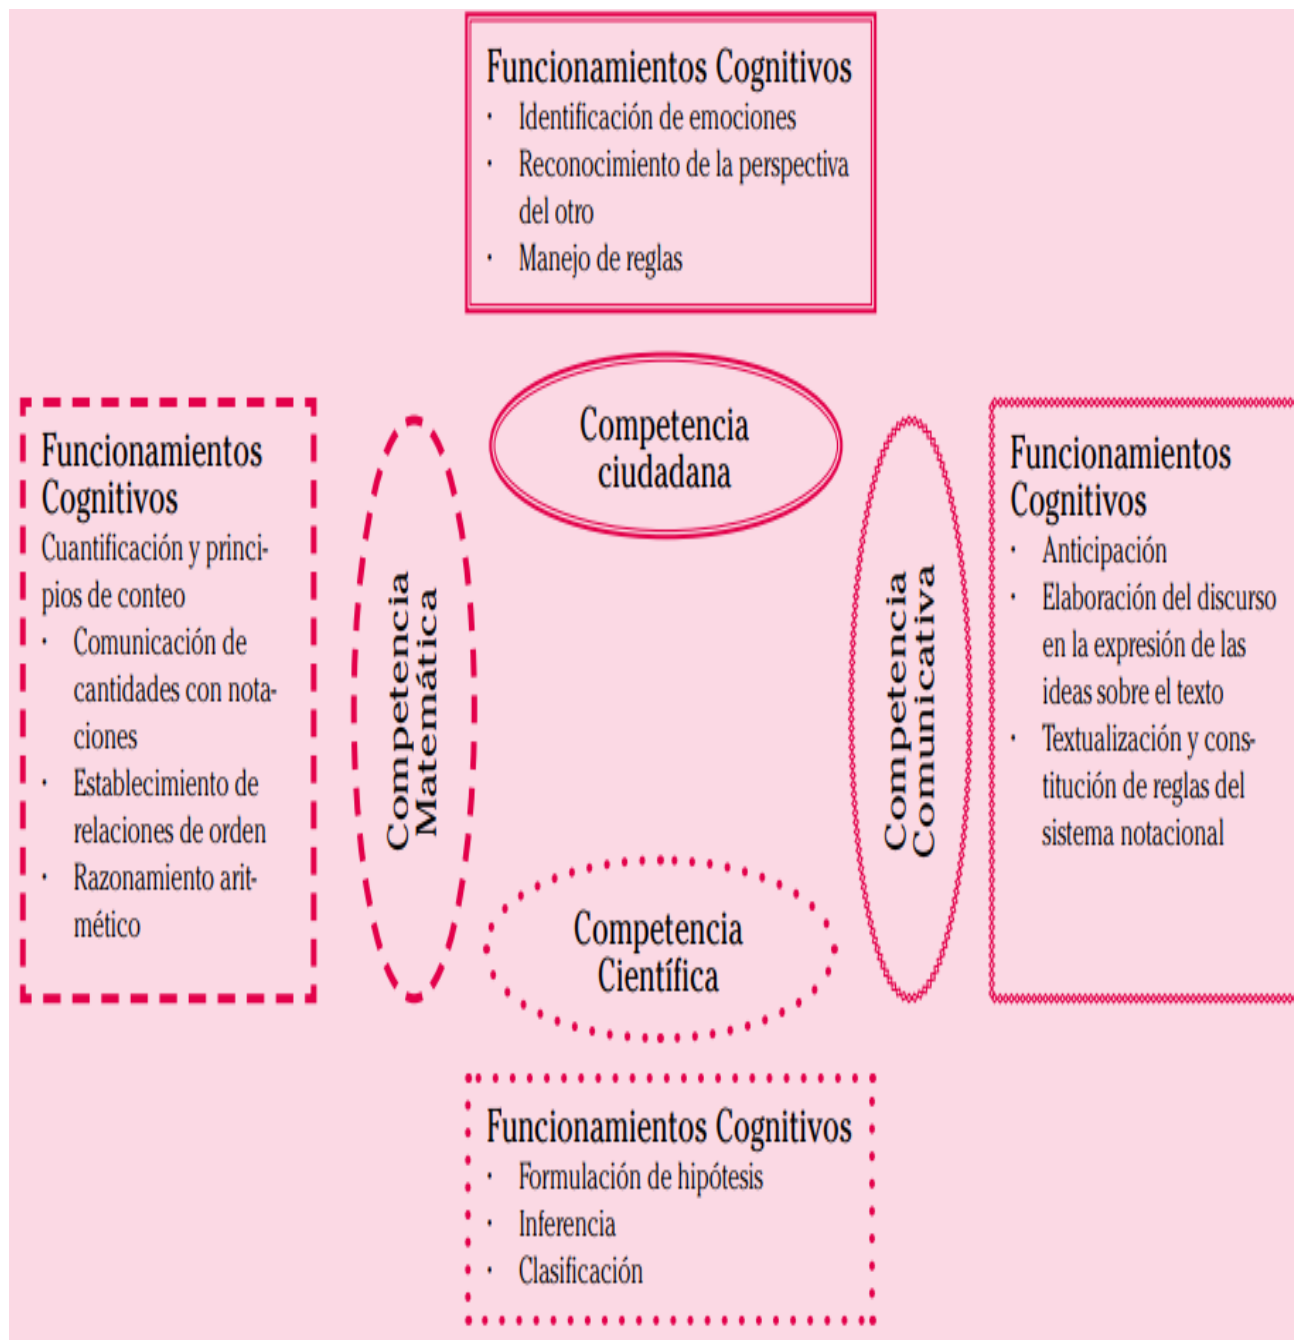 Funcionamientos Cognitivos
· Identificación de emociones
· Reconocimiento de la perspectiva
del otro
· Manejo de reglas
Competencia
ciudadana
Funcionamientos
Cognitivos
Cuantificación y princi-
pios de conteo
· Comunicación de
cantidades con nota-
ciones
· Establecimiento de
relaciones de orden
· Razonamiento arit-
mético
Competencia
Matemática
Competencia
Comunicativa
Funcionamientos
Cognitivos
· Anticipación
· Elaboración del discurso
en la expresión de las
ideas sobre el texto
· Textualización y cons-
titución de reglas del
sistema notacional
Competencia
Científica
Funcionamientos Cognitivos
· Formulación de hipótesis
· Inferencia
· Clasificación